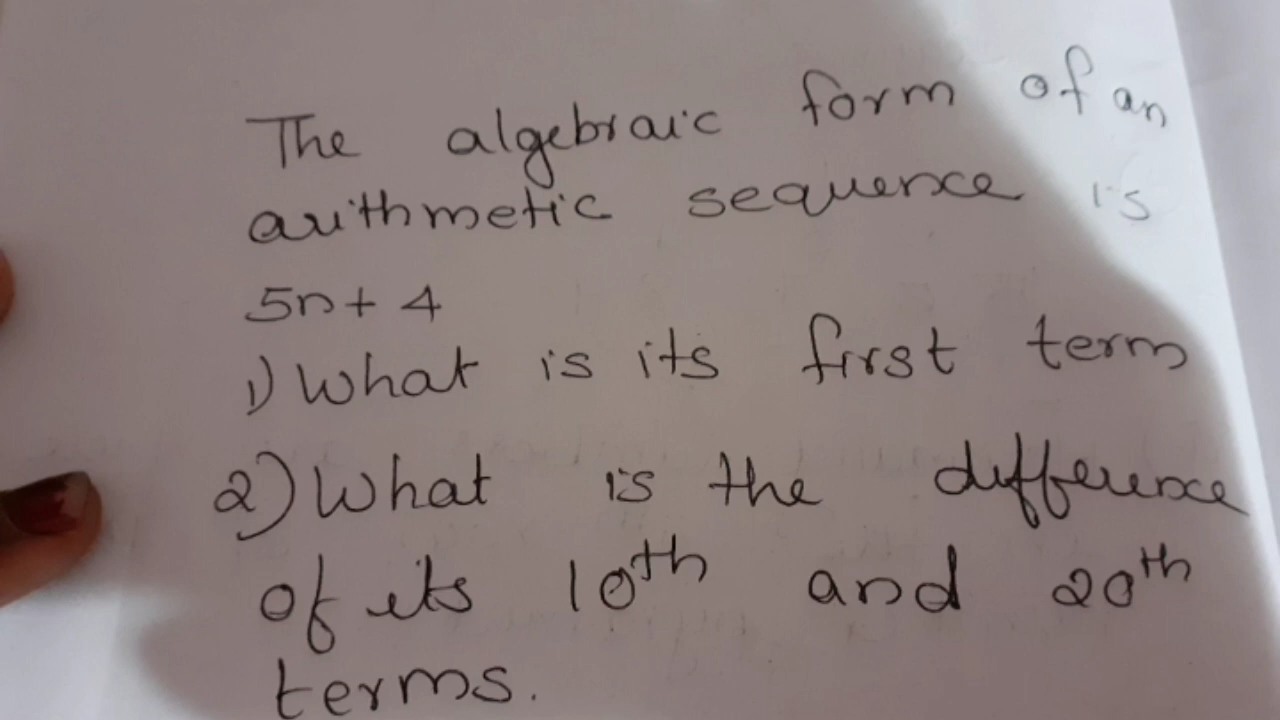 The algebraic form of an
arithmetic sequence is
5n+ 4
1) What is its first term
2) What is the difference
of its 10th and 20th
terms.